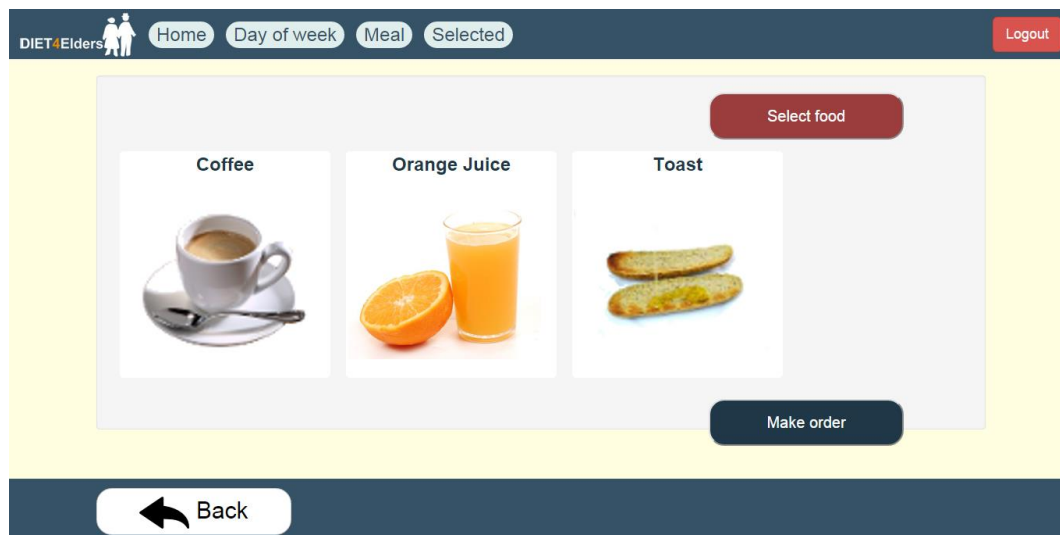 DIET4Elders Home Day of week Meal Selected Logout
Select food
Coffee Orange Juice Toast
Make order
Back